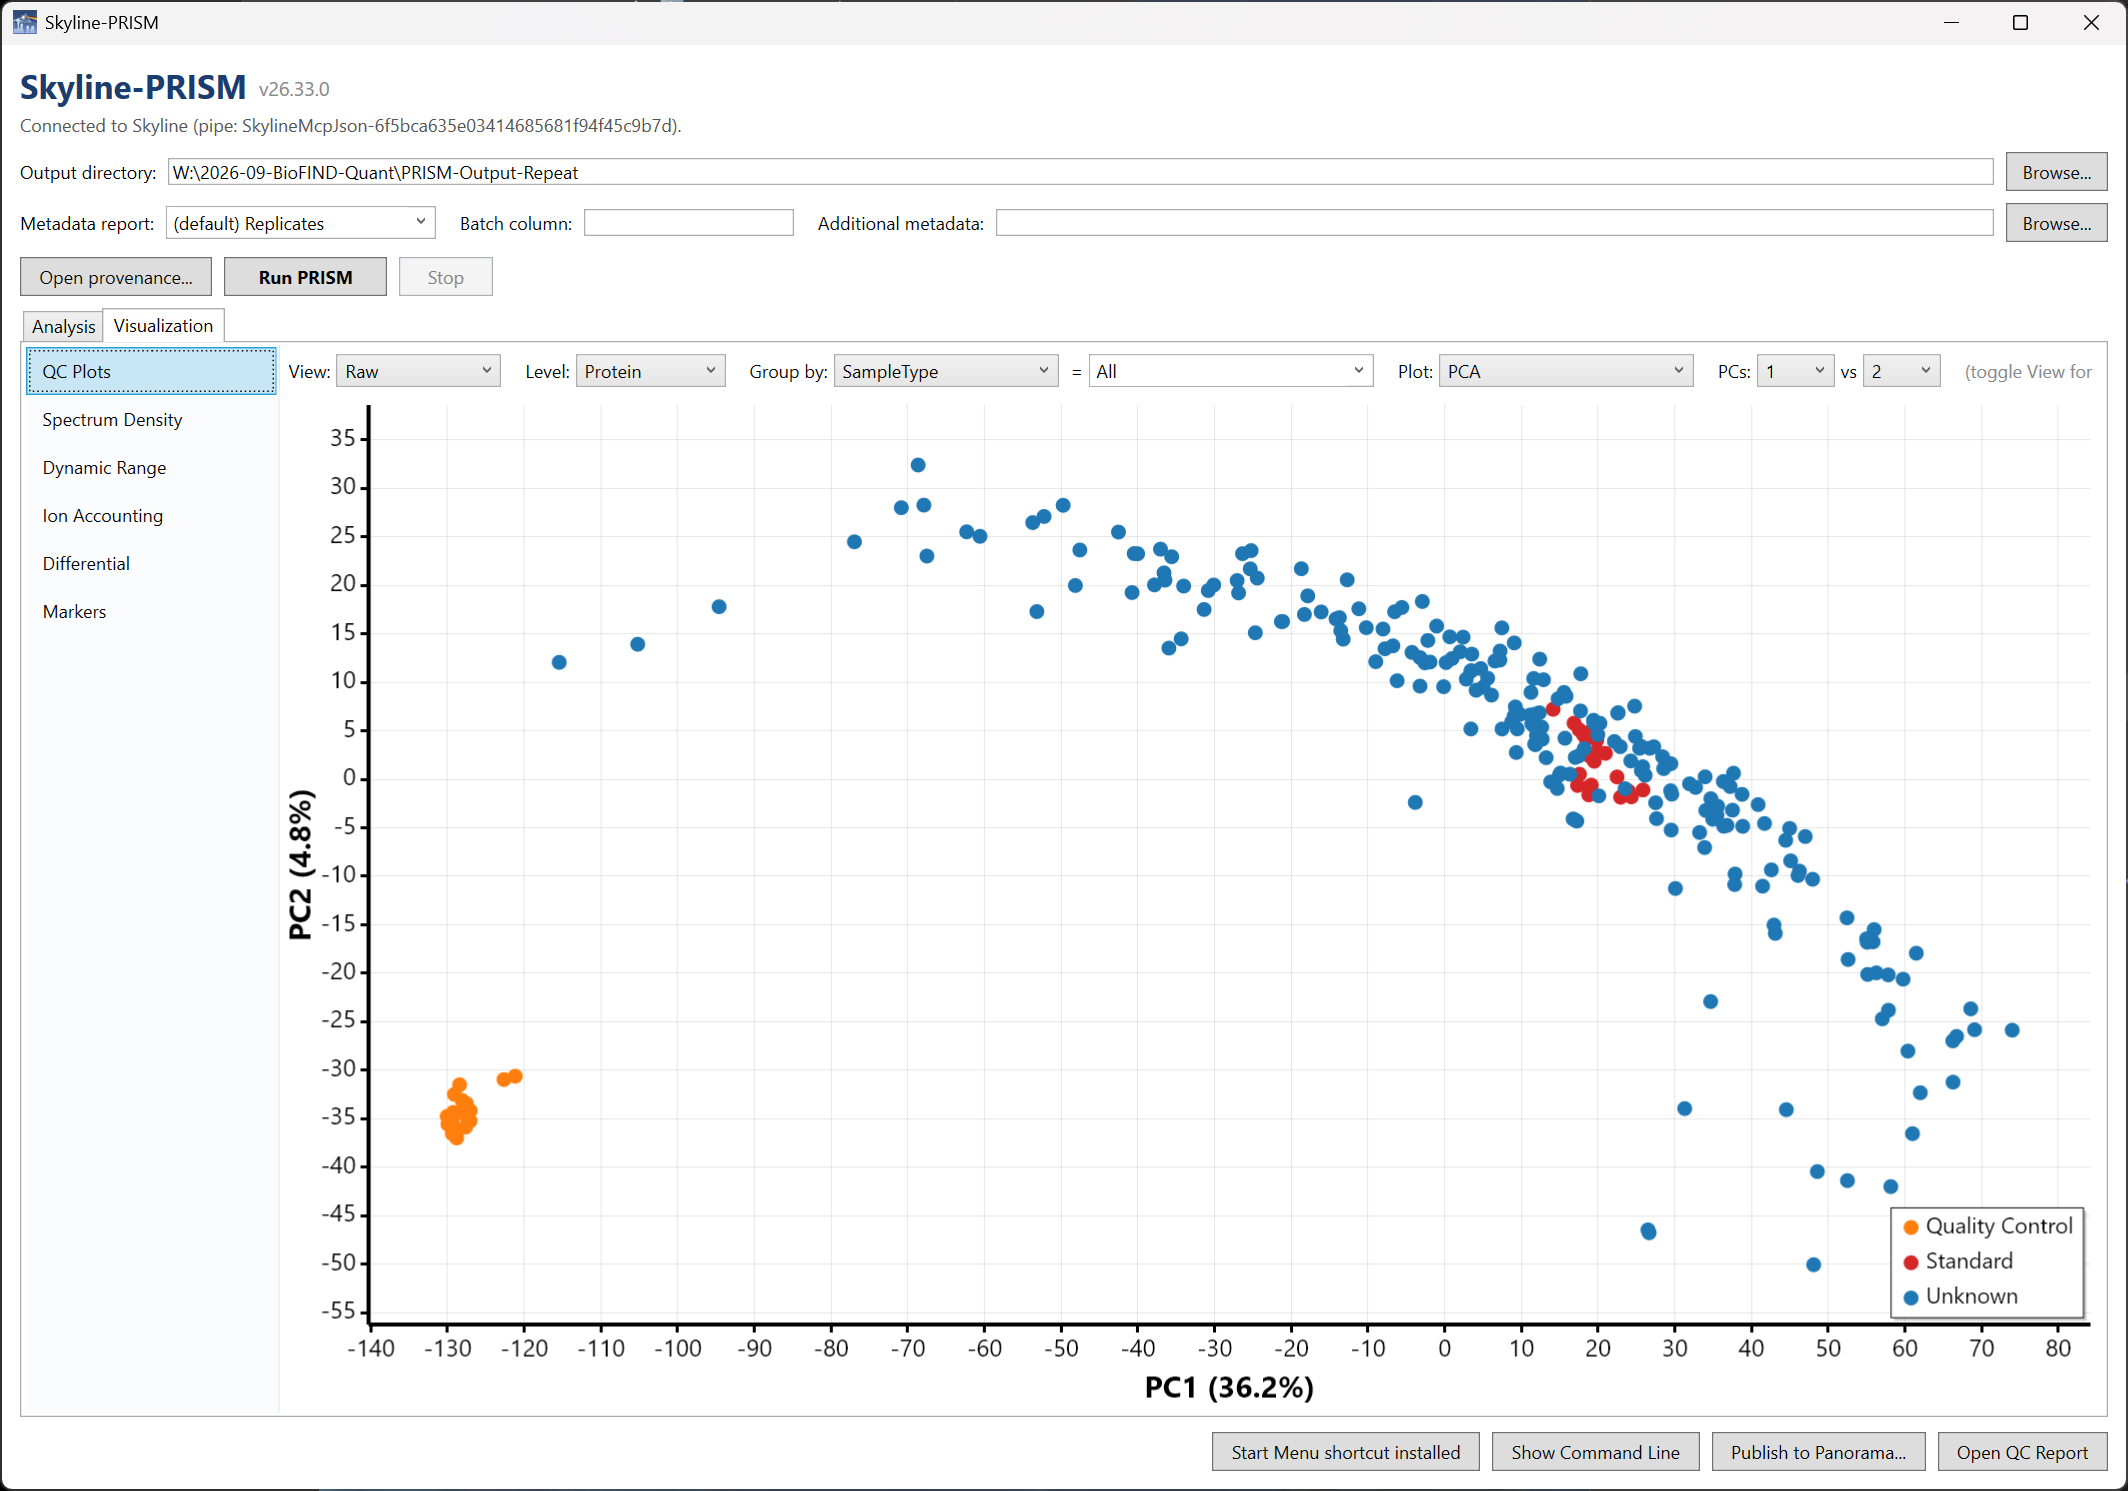 Skyline-PRISM
Skyline-PRISM v26.33.0
Connected to Skyline (pipe: SkylineMcpJson-6f5bca635e03414685681f94f45c9b7d).
Output directory: W:\2026-09-BioFIND-Quant\PRISM-Output-Repeat Browse...
Metadata report: (default) Replicates Batch column: Additional metadata: Browse...
Open provenance... Run PRISM Stop
Analysis Visualization
QC Plots
Spectrum Density
Dynamic Range
Ion Accounting
Differential
Markers
View: Raw Level: Protein Group by: SampleType = All Plot: PCA PCs: 1 vs 2 (toggle View for
35
30
25
20
15
10
5
0
-5
-10
-15
-20
-25
-30
-35
-40
-45
-50
-55
PC2 (4.8%)
Quality Control
Standard
Unknown
-140 -130 -120 -110 -100 -90 -80 -70 -60 -50 -40 -30 -20 -10 0 10 20 30 40 50 60 70 80
PC1 (36.2%)
Start Menu shortcut installed Show Command Line Publish to Panorama... Open QC Report